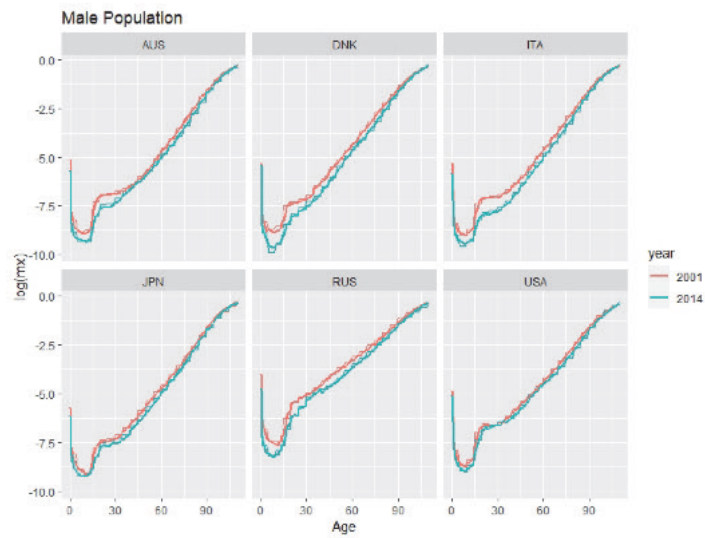 Male Population
AUS DNK ITA
0.0
-2.5
-5.0
-7.5
-10.0
JPN RUS USA
0.0
-2.5
-5.0
-7.5
-10.0
log(mx)
0 30 60 90 0 30 60 90 0 30 60 90
Age
year
2001
2014